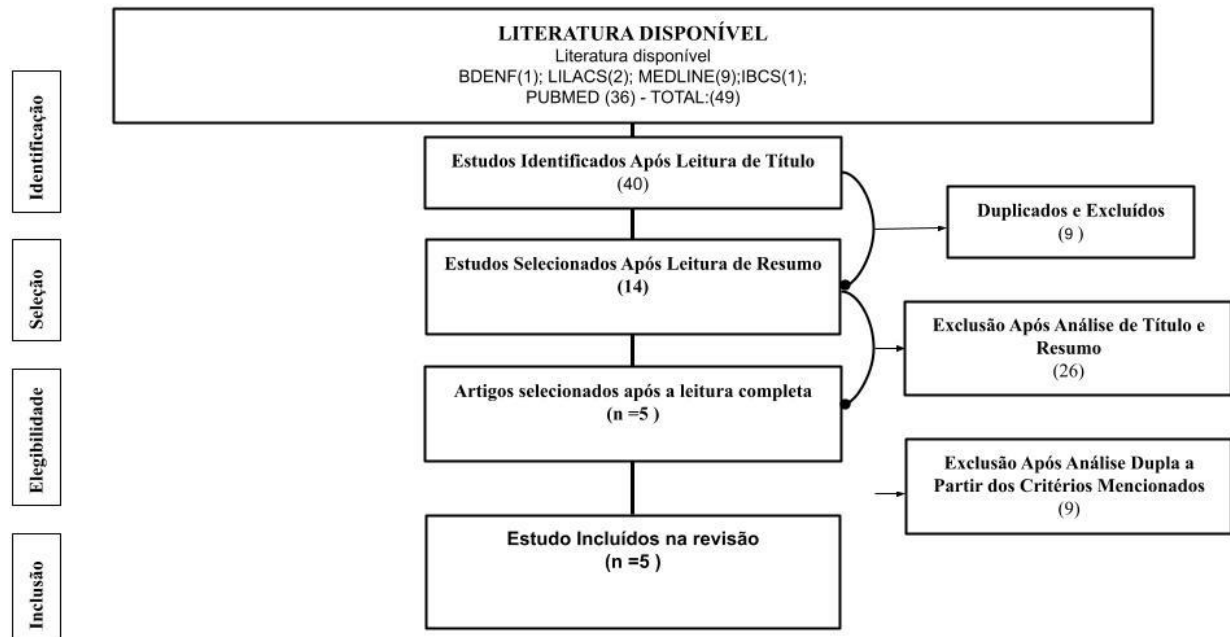 LITERATURA DISPONÍVEL
Literatura disponível
BDENF(1); LILACS(2); MEDLINE(9);IBCS(1);
PUBMED (36) - TOTAL:(49)
Identificação
Estudos Identificados Após Leitura de Título
(40)
Duplicados e Excluídos
(9 )
Seleção
Estudos Selecionados Após Leitura de Resumo
(14)
Exclusão Após Análise de Título e
Resumo
(26)
Elegibilidade
Artigos selecionados após a leitura completa
(n =5 )
Exclusão Após Análise Dupla a
Partir dos Critérios Mencionados
(9)
Inclusão
Estudo Incluídos na revisão
(n =5 )